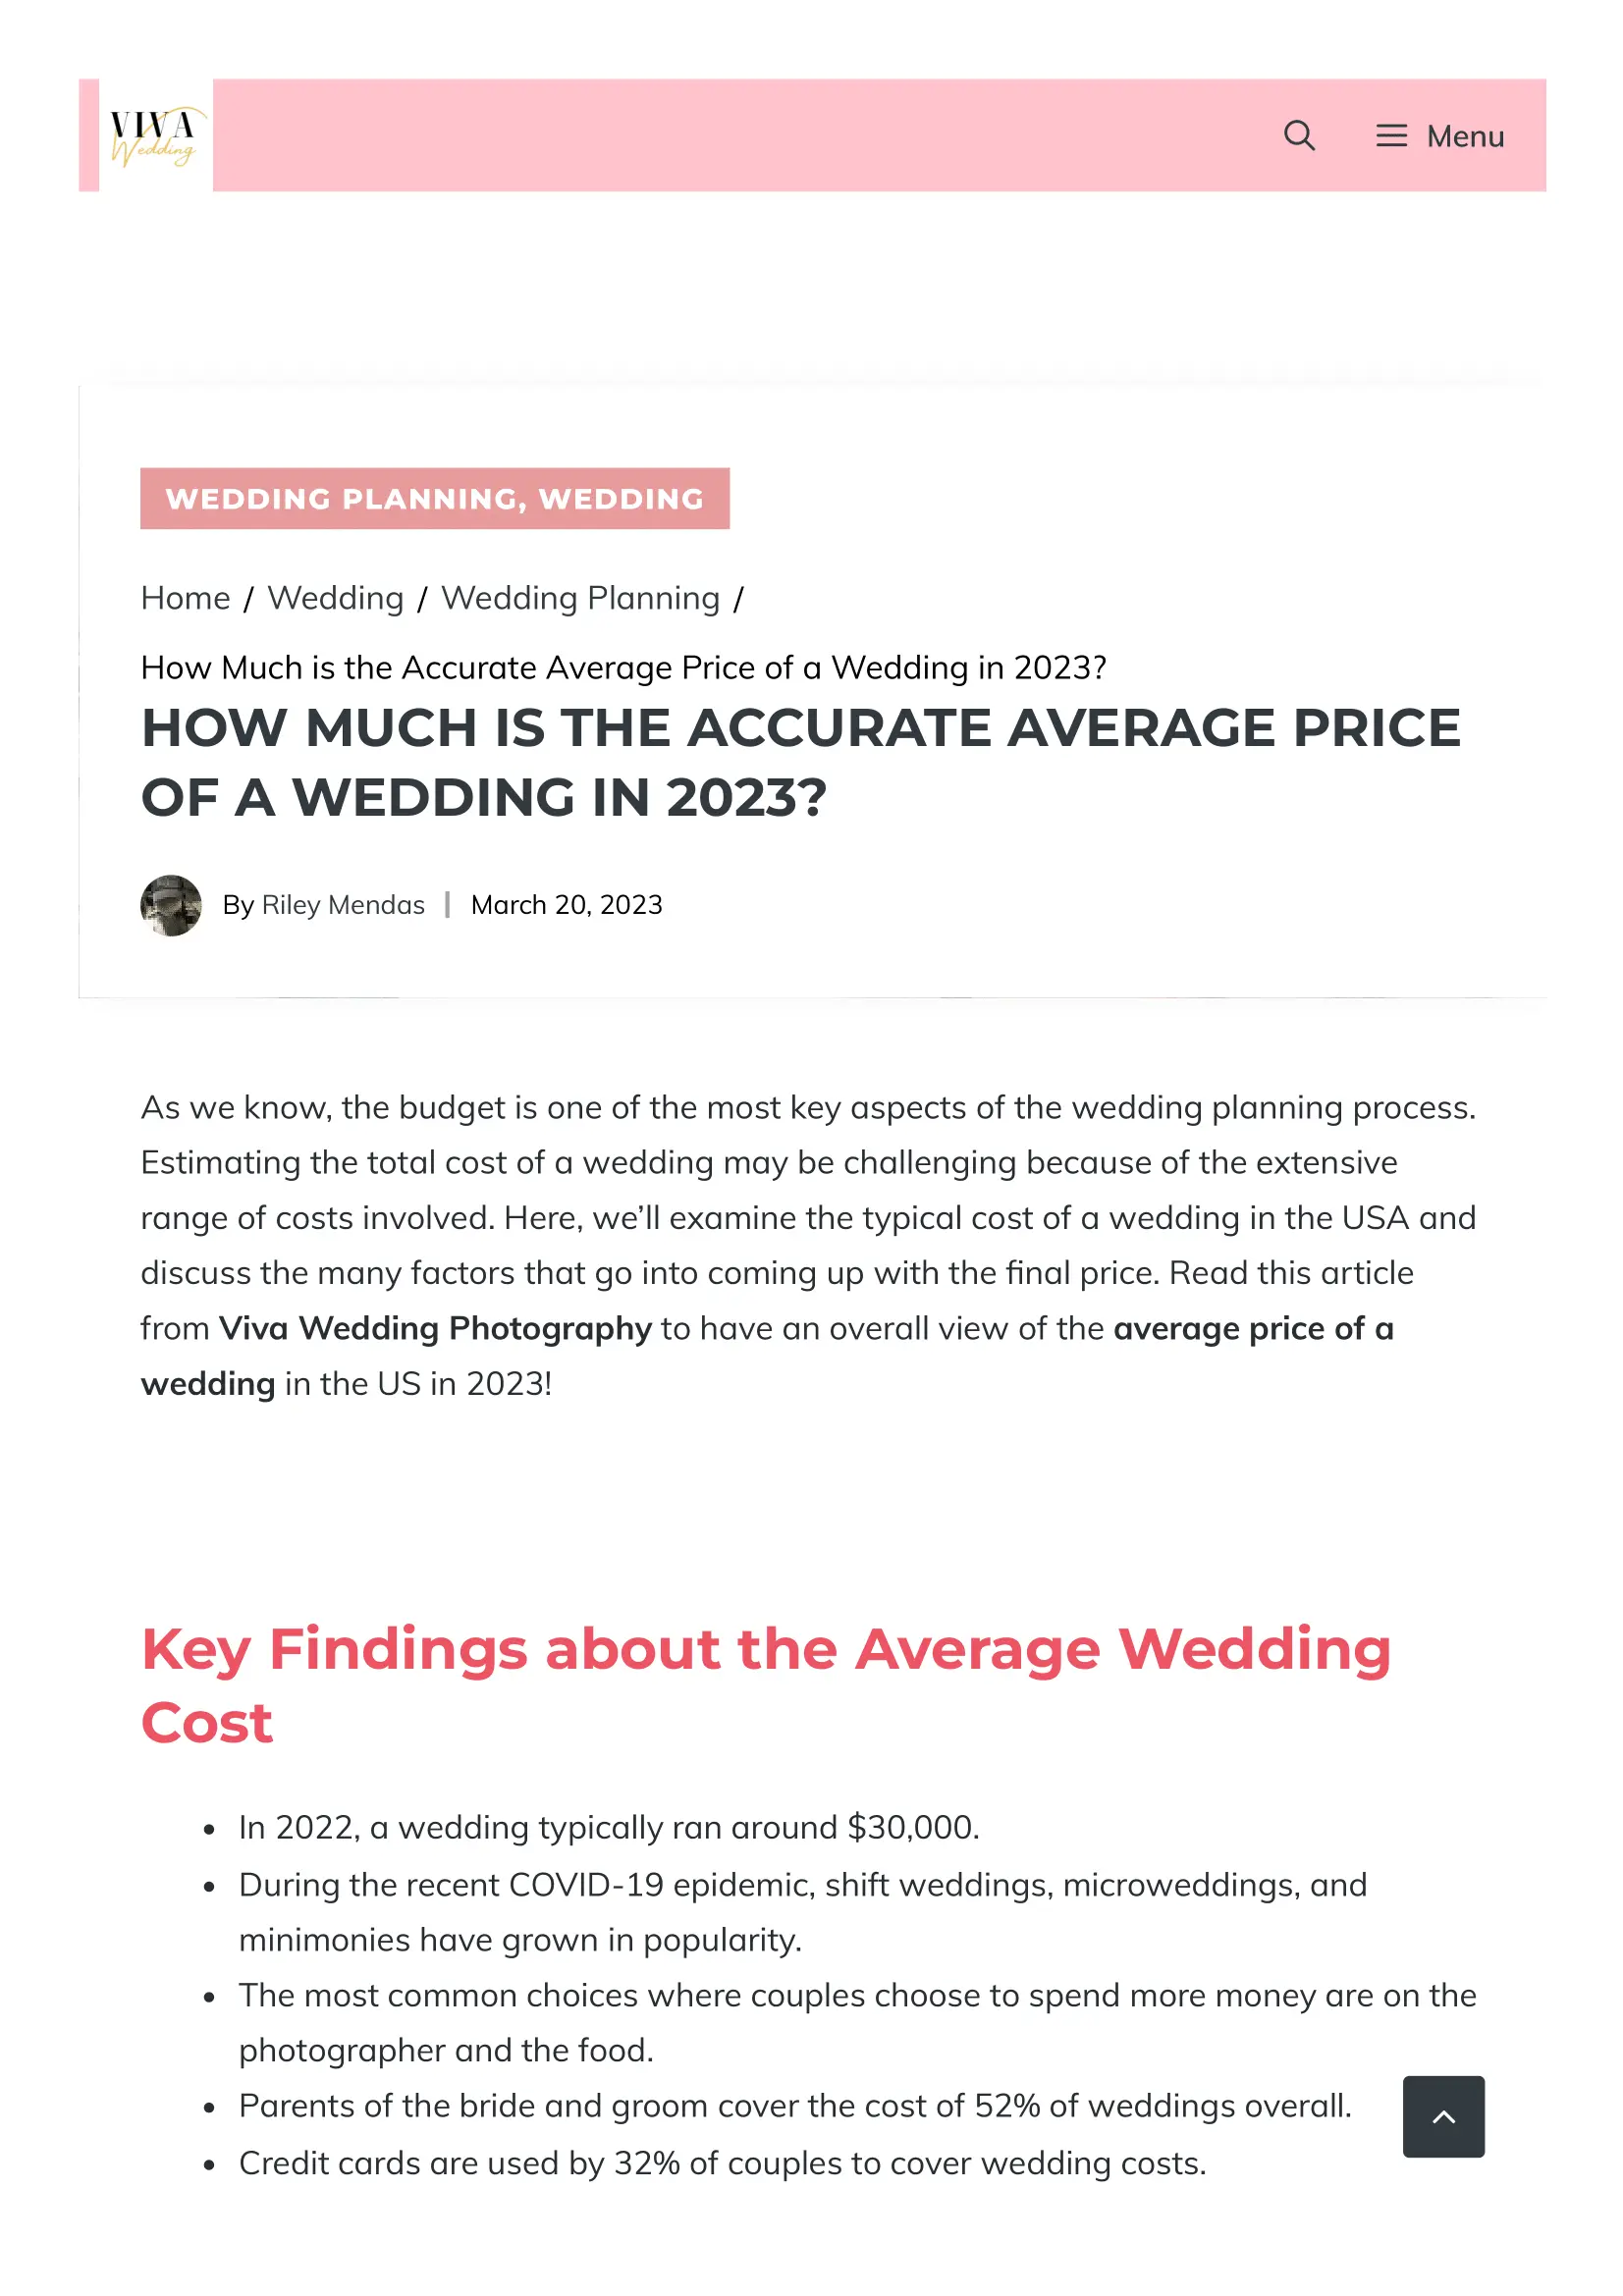 VIVA
Wedding
Menu
WEDDING PLANNING, WEDDING
Home / Wedding / Wedding Planning /
How Much is the Accurate Average Price of a Wedding in 2023?
HOW MUCH IS THE ACCURATE AVERAGE PRICE
OF A WEDDING IN 2023?
By Riley Mendas | March 20, 2023
As we know, the budget is one of the most key aspects of the wedding planning process.
Estimating the total cost of a wedding may be challenging because of the extensive
range of costs involved. Here, we’ll examine the typical cost of a wedding in the USA and
discuss the many factors that go into coming up with the final price. Read this article
from Viva Wedding Photography to have an overall view of the average price of a
wedding in the US in 2023!
Key Findings about the Average Wedding
Cost
• In 2022, a wedding typically ran around $30,000.
• During the recent COVID-19 epidemic, shift weddings, microweddings, and
minimonies have grown in popularity.
• The most common choices where couples choose to spend more money are on the
photographer and the food.
• Parents of the bride and groom cover the cost of 52% of weddings overall.
• Credit cards are used by 32% of couples to cover wedding costs.